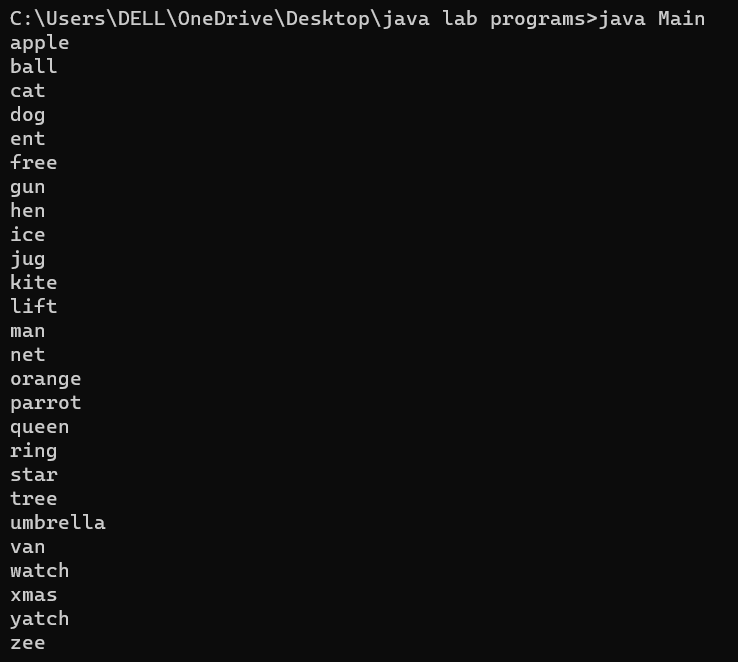 C:\Users\DELL\OneDrive\Desktop\java lab programs>java Main
apple
ball
cat
dog
ent
free
gun
hen
ice
jug
kite
lift
man
net
orange
parrot
queen
ring
star
tree
umbrella
van
watch
xmas
yatch
zee